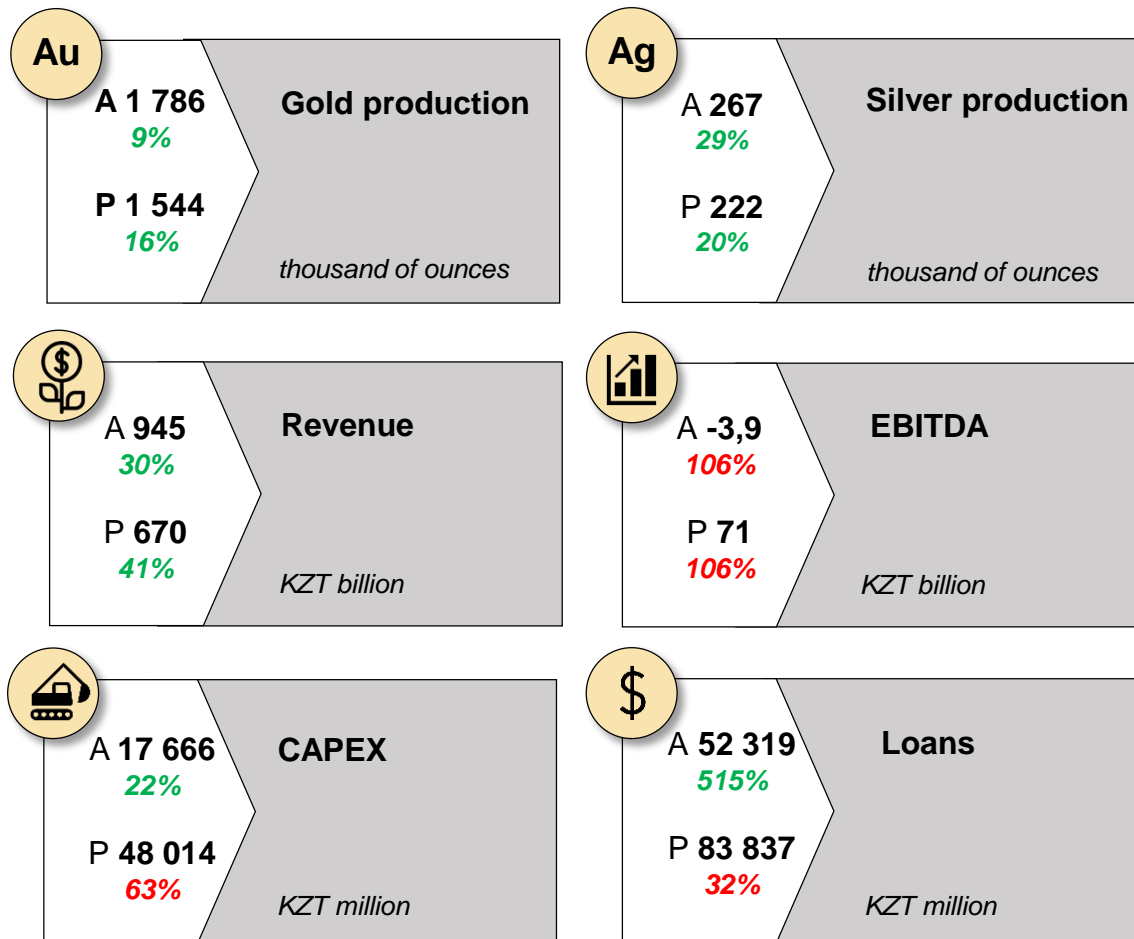 Au
A 1 786
9%
P 1 544
16%
Gold production
thousand of ounces
Ag
A 267
29%
P 222
20%
Silver production
thousand of ounces
$
A 945
30%
P 670
41%
Revenue
KZT billion
A -3,9
106%
P 71
106%
EBITDA
KZT billion
A 17 666
22%
P 48 014
63%
CAPEX
KZT million
$
A 52 319
515%
P 83 837
32%
Loans
KZT million